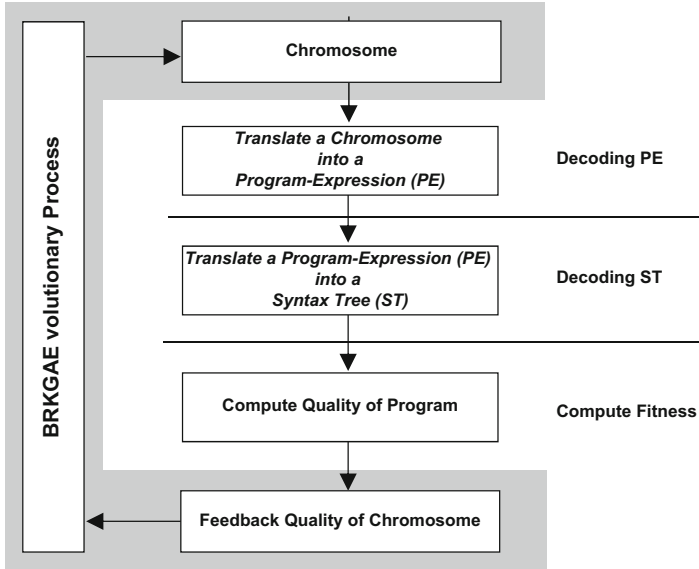 BRKGAE volutionary Process
Chromosome
Translate a Chromosome
into a
Program-Expression (PE)
Decoding PE
Translate a Program-Expression (PE)
into a
Syntax Tree (ST)
Decoding ST
Compute Quality of Program
Compute Fitness
Feedback Quality of Chromosome